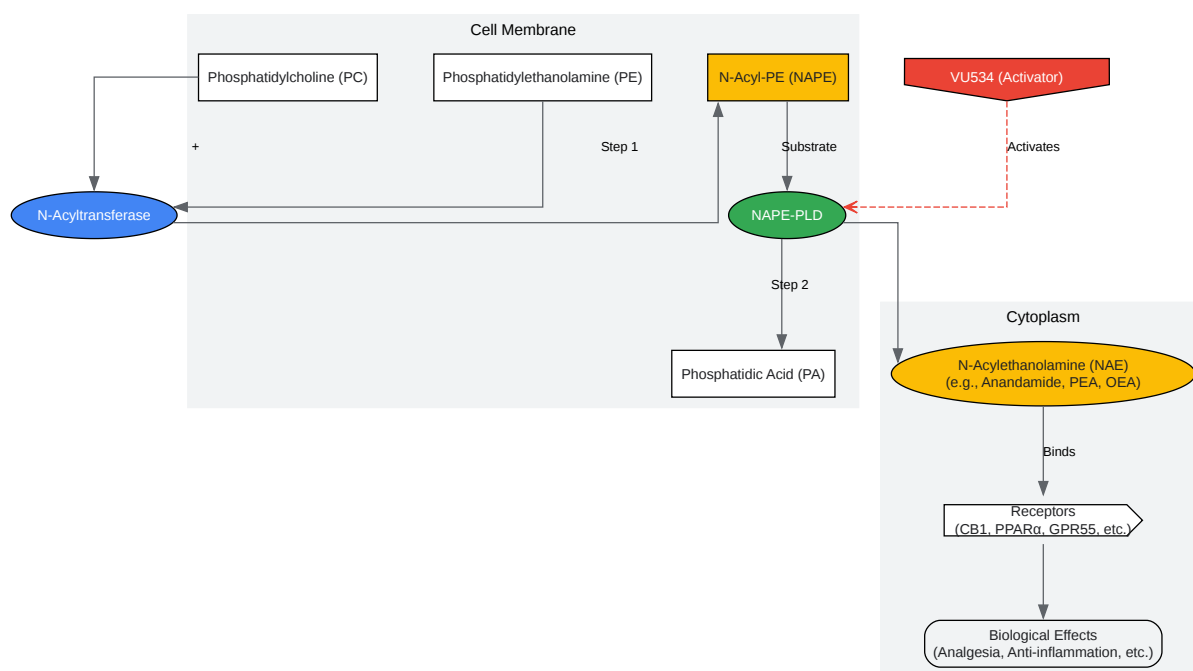 Cell Membrane
Phosphatidylcholine (PC)
Phosphatidylethanolamine (PE)
N-Acyl-PE (NAPE)
VU534 (Activator)
+
Step 1
Substrate
Activates
N-Acyltransferase
NAPE-PLD
Step 2
Cytoplasm
Phosphatidic Acid (PA)
N-Acylethanolamine (NAE)
(e.g., Anandamide, PEA, OEA)
Binds
Receptors
(CB1, PPARα, GPR55, etc.)
Biological Effects
(Analgesia, Anti-inflammation, etc.)